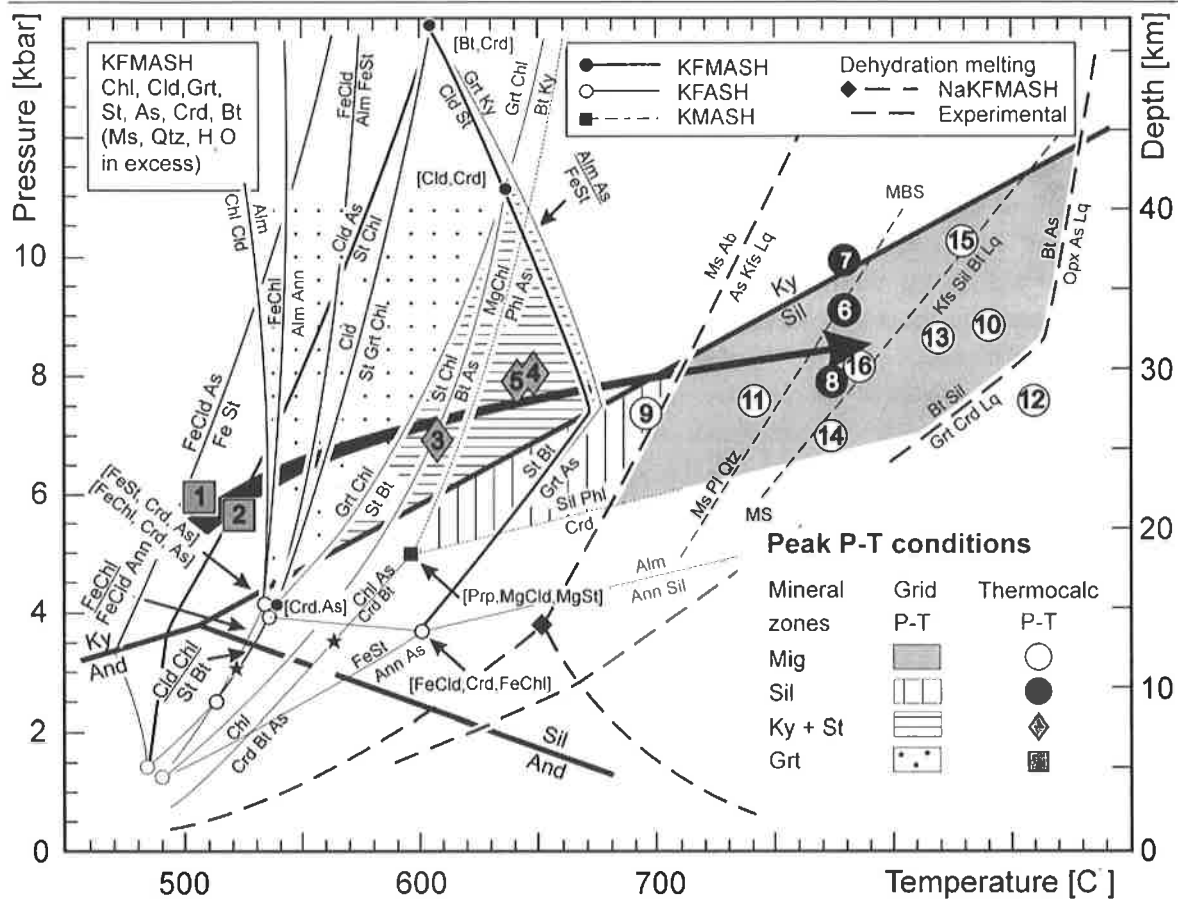 Pressure [kbar]
10
8
6
4
2
0
500
600
700
Temperature [C ]
Depth [km]
40
30
20
10
0
KFMASH
Chl, Cld,Grt,
St, As, Crd, Bt
(Ms, Qtz, H O
in excess)
KFMASH
KFASH
KMASH
Dehydration melting
NaKFMASH
Experimental
[Bt,Crd]
Grt Ky
Cld St
Grt Chl
Bt Ky
FeCld
Alm FeSt
[Cld,Crd]
Alm As
FeSt
Alm
Chl Cld
FeChl
Alm Ann
Cld As
St Chl
Cld
St Grt Chl
MgChl
Phl As
St Chl
Bt As
FeCld As
Fe St
Grt Chl
St Bt
St Bt
Grt As
Ms Ab
As Kfs Lq
Ky
Sil
MBS
Kfs Sil Bt Lq
Bt As
Opx As Lq
Bt Sil
Grt Crd Lq
Ms Pl Qtz
MS
Sil Phl
Crd
Alm
Ann Sil
[FeSt, Crd, As]
[FeChl, Crd, As]
FeChl
FeCld Ann
[Crd,As]
Chl As
Crd Bt
[Prp,MgCld,MgSt]
Ky
And
Cld Chl
St Bt
FeSt
Ann As
[FeCld,Crd,FeChl]
Chl
Crd Bt As
Sil
And
1
2
3
5
4
6
7
8
9
10
11
12
13
14
15
16
Peak P-T conditions
Mineral Grid Thermocalc
zones P-T P-T
Mig
Sil
Ky + St
Grt